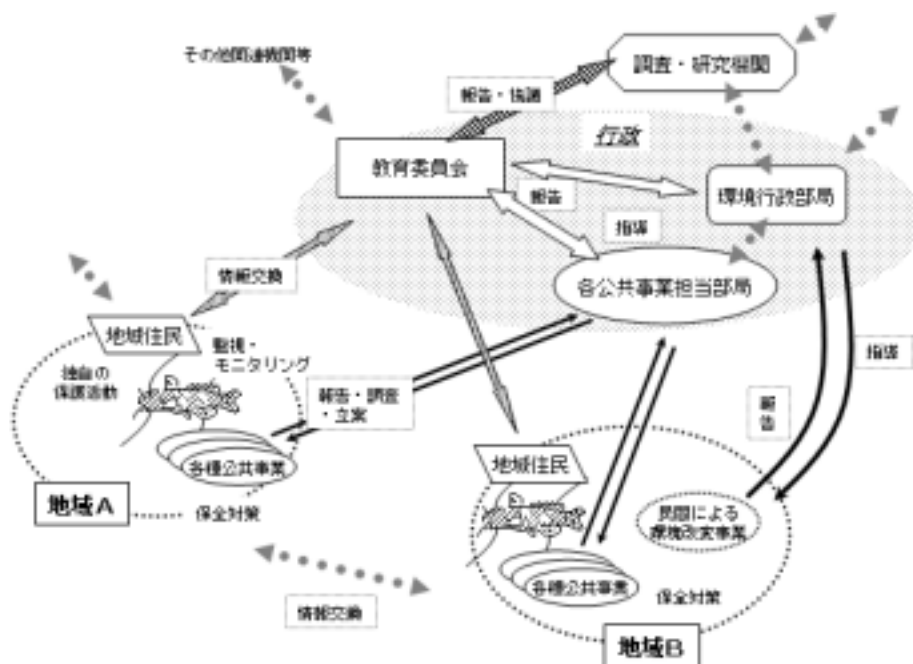 その他関連機関等
調査・研究機関
報告・協議
行政
教育委員会
環境行政部局
報告
指導
情報交換
各公共事業担当部局
地域住民
監視・
モニタリング
独自の
保護活動
指導
報告・調査
・立案
報
告
各種公共事業
地域住民
地域A
保全対策
民間による
環境改変事業
各種公共事業
保全対策
情報交換
地域B